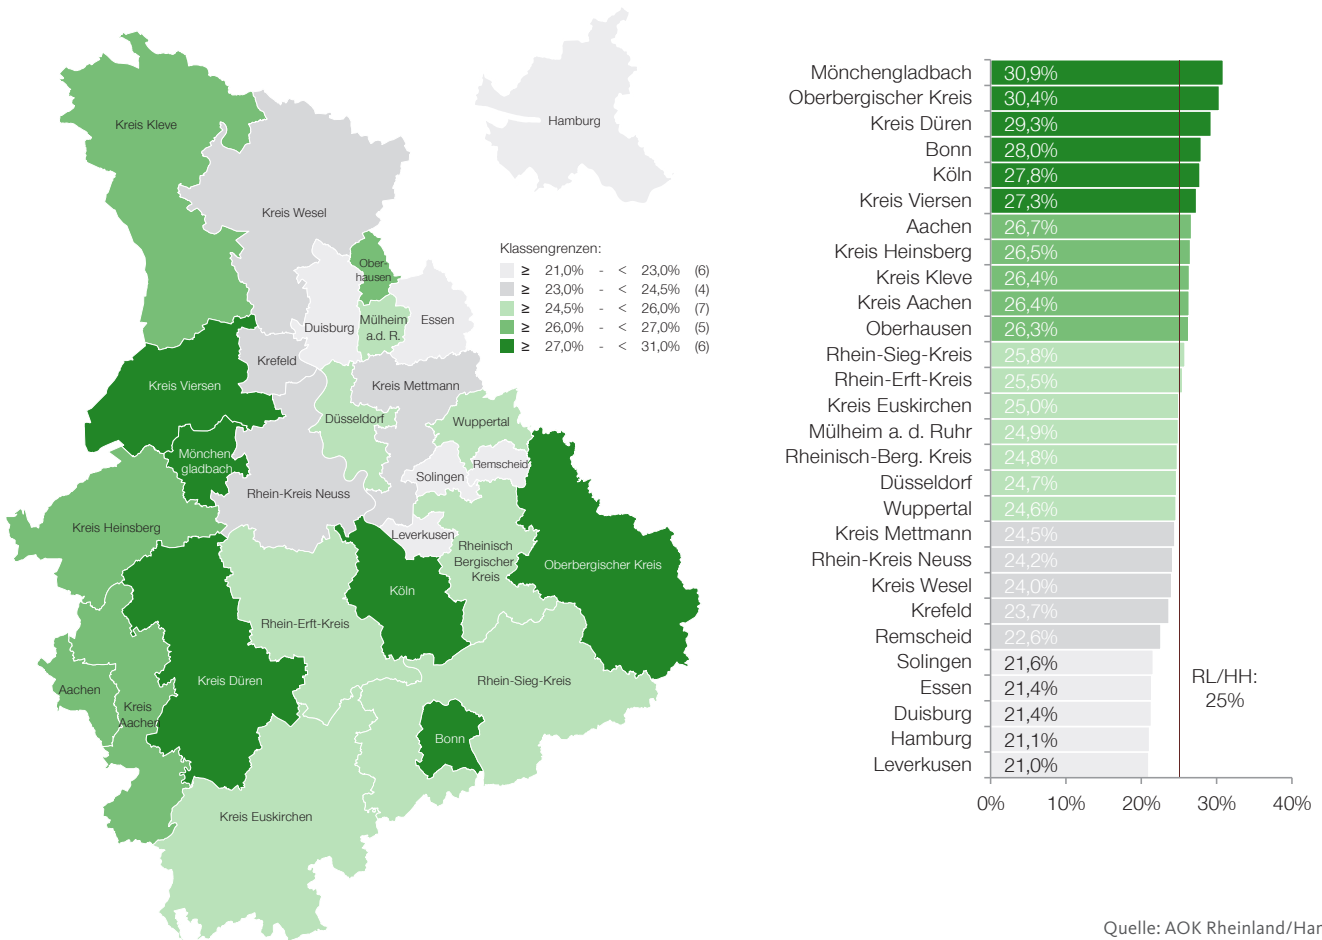 Kreis Kleve
Hamburg
Kreis Wesel
Ober-
hausen
Duisburg
Mülheim
a.d. R.
Essen
Krefeld
Kreis Viersen
Kreis Mettmann
Düsseldorf
Wuppertal
Mönchen
gladbach
Solingen
Remscheid
Rhein-Kreis Neuss
Kreis Heinsberg
Leverkusen
Rheinisch
Bergischer
Kreis
Oberbergischer Kreis
Köln
Rhein-Erft-Kreis
Kreis Düren
Rhein-Sieg-Kreis
Aachen
Kreis
Aachen
Bonn
Kreis Euskirchen
Klassengrenzen:
≥ 21,0% - < 23,0% (6)
≥ 23,0% - < 24,5% (4)
≥ 24,5% - < 26,0% (7)
≥ 26,0% - < 27,0% (5)
≥ 27,0% - < 31,0% (6)
Mönchengladbach 30,9%
Oberbergischer Kreis 30,4%
Kreis Düren 29,3%
Bonn 28,0%
Köln 27,8%
Kreis Viersen 27,3%
Aachen 26,7%
Kreis Heinsberg 26,5%
Kreis Kleve 26,4%
Kreis Aachen 26,4%
Oberhausen 26,3%
Rhein-Sieg-Kreis 25,8%
Rhein-Erft-Kreis 25,5%
Kreis Euskirchen 25,0%
Mülheim a. d. Ruhr 24,9%
Rheinisch-Berg. Kreis 24,8%
Düsseldorf 24,7%
Wuppertal 24,6%
Kreis Mettmann 24,5%
Rhein-Kreis Neuss 24,2%
Kreis Wesel 24,0%
Krefeld 23,7%
Remscheid 22,6%
Solingen 21,6%
Essen 21,4%
Duisburg 21,4%
Hamburg 21,1%
Leverkusen 21,0%
RL/HH:
25%
0% 10% 20% 30% 40%
Quelle: AOK Rheinland/Har